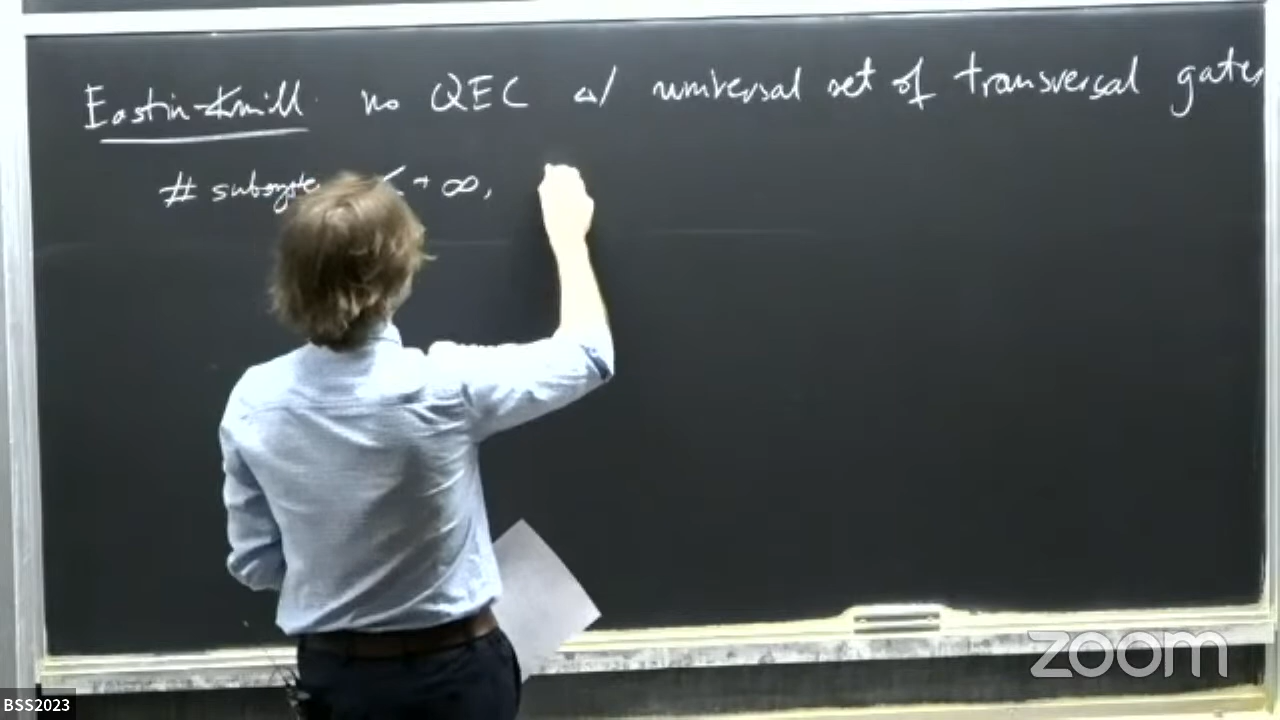 Eastin-Knill no QEC w/ universal set of transversal gates
# subsyste < + ∞,
zoom
BSS2023